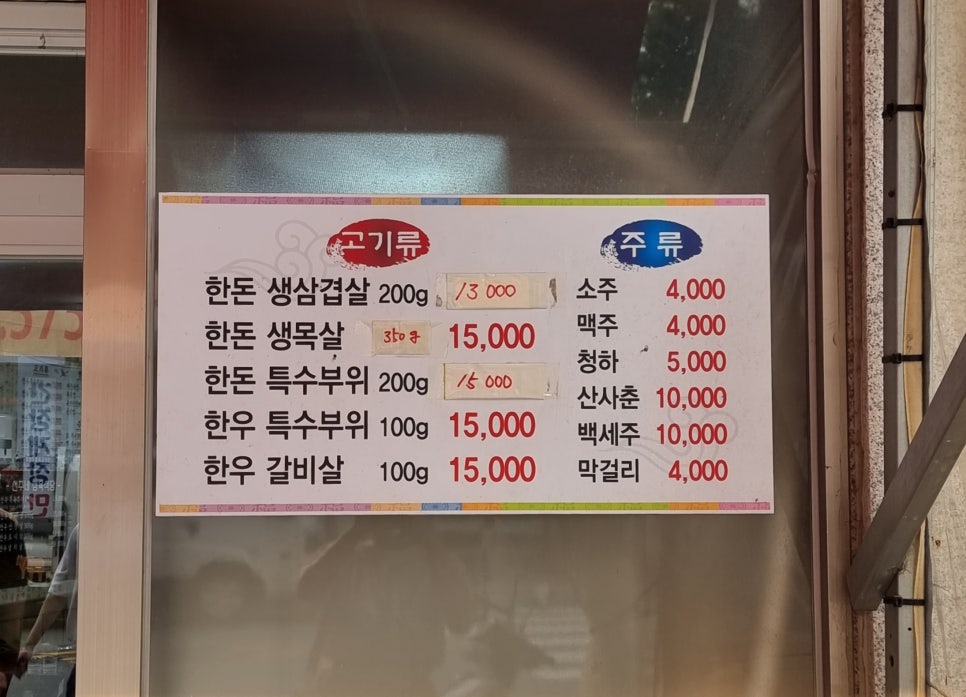 고기류
한돈 생삼겹살 200g 13000
한돈 생목살 350g 15,000
한돈 특수부위 200g 15000
한우 특수부위 100g 15,000
한우 갈비살 100g 15,000
주류
소주 4,000
맥주 4,000
청하 5,000
산사춘 10,000
백세주 10,000
막걸리 4,000